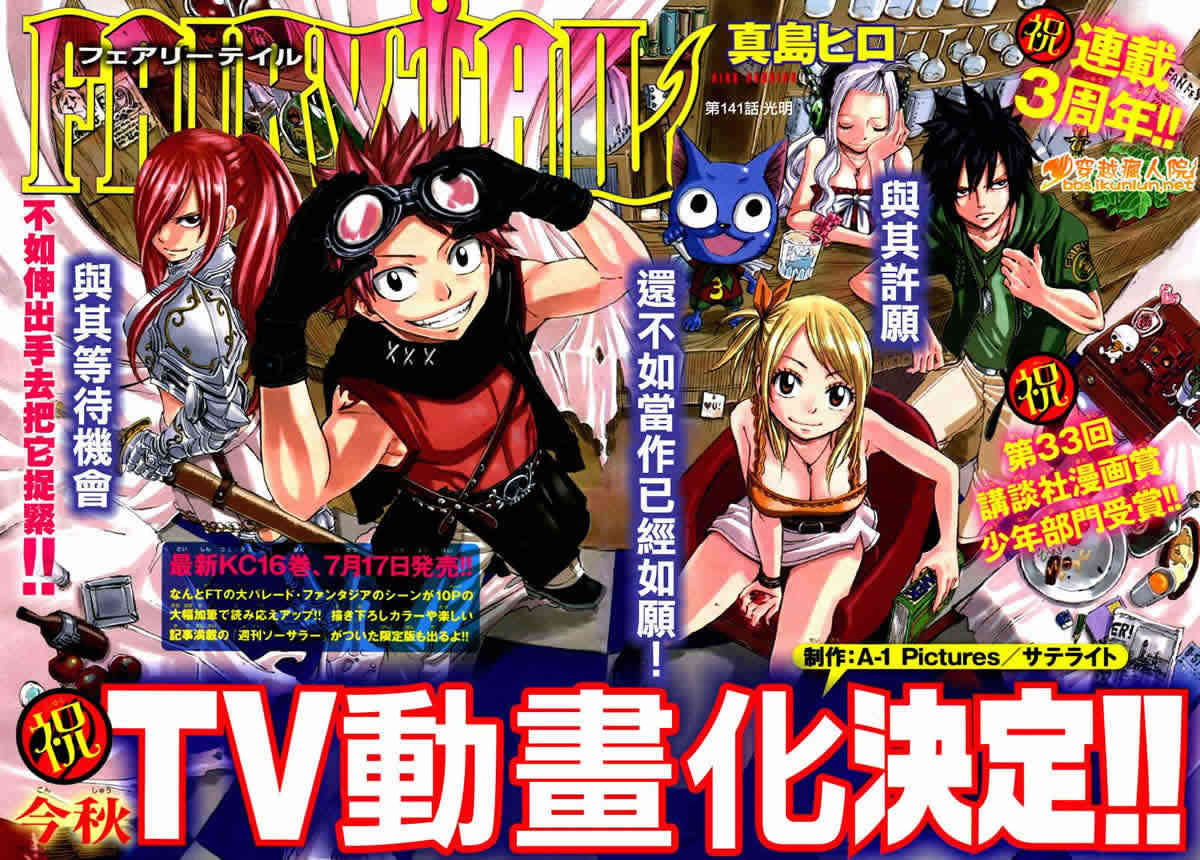 FAIRY TAIL
フェアリーテイル
真島ヒロ
HIRO MASHIMA
第141話 光明
祝
連載
3周年!!
穿越瘋人院
bbs.ikunlun.net
與其許願
還不如當作已經如願！
與其等待機會
不如伸出手去把它捉緊!!
祝
第33回
講談社漫画賞
少年部門受賞!!
最新KC16巻、7月17日発売!!
なんとFTの大パレード・ファンタジアのシーンが10Pの
大幅加筆で読み応えアップ!! 描き下ろしカラーや楽しい
記事満載の「週刊ソーサラー」がついた限定版も出るよ!!
3
制作：A-1 Pictures／サテライト
祝
今秋
TV動畫化決定!!